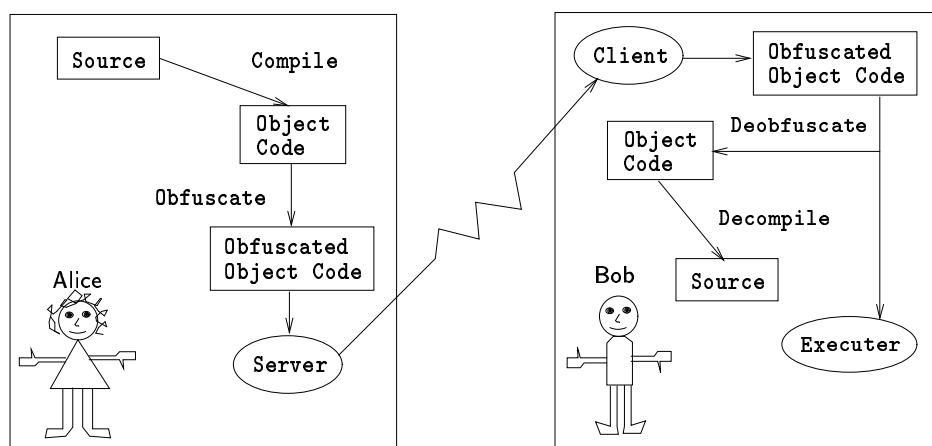 Source
Compile
Object
Code
Obfuscate
Obfuscated
Object Code
Alice
Server
Client
Obfuscated
Object Code
Deobfuscate
Object
Code
Decompile
Source
Bob
Executer